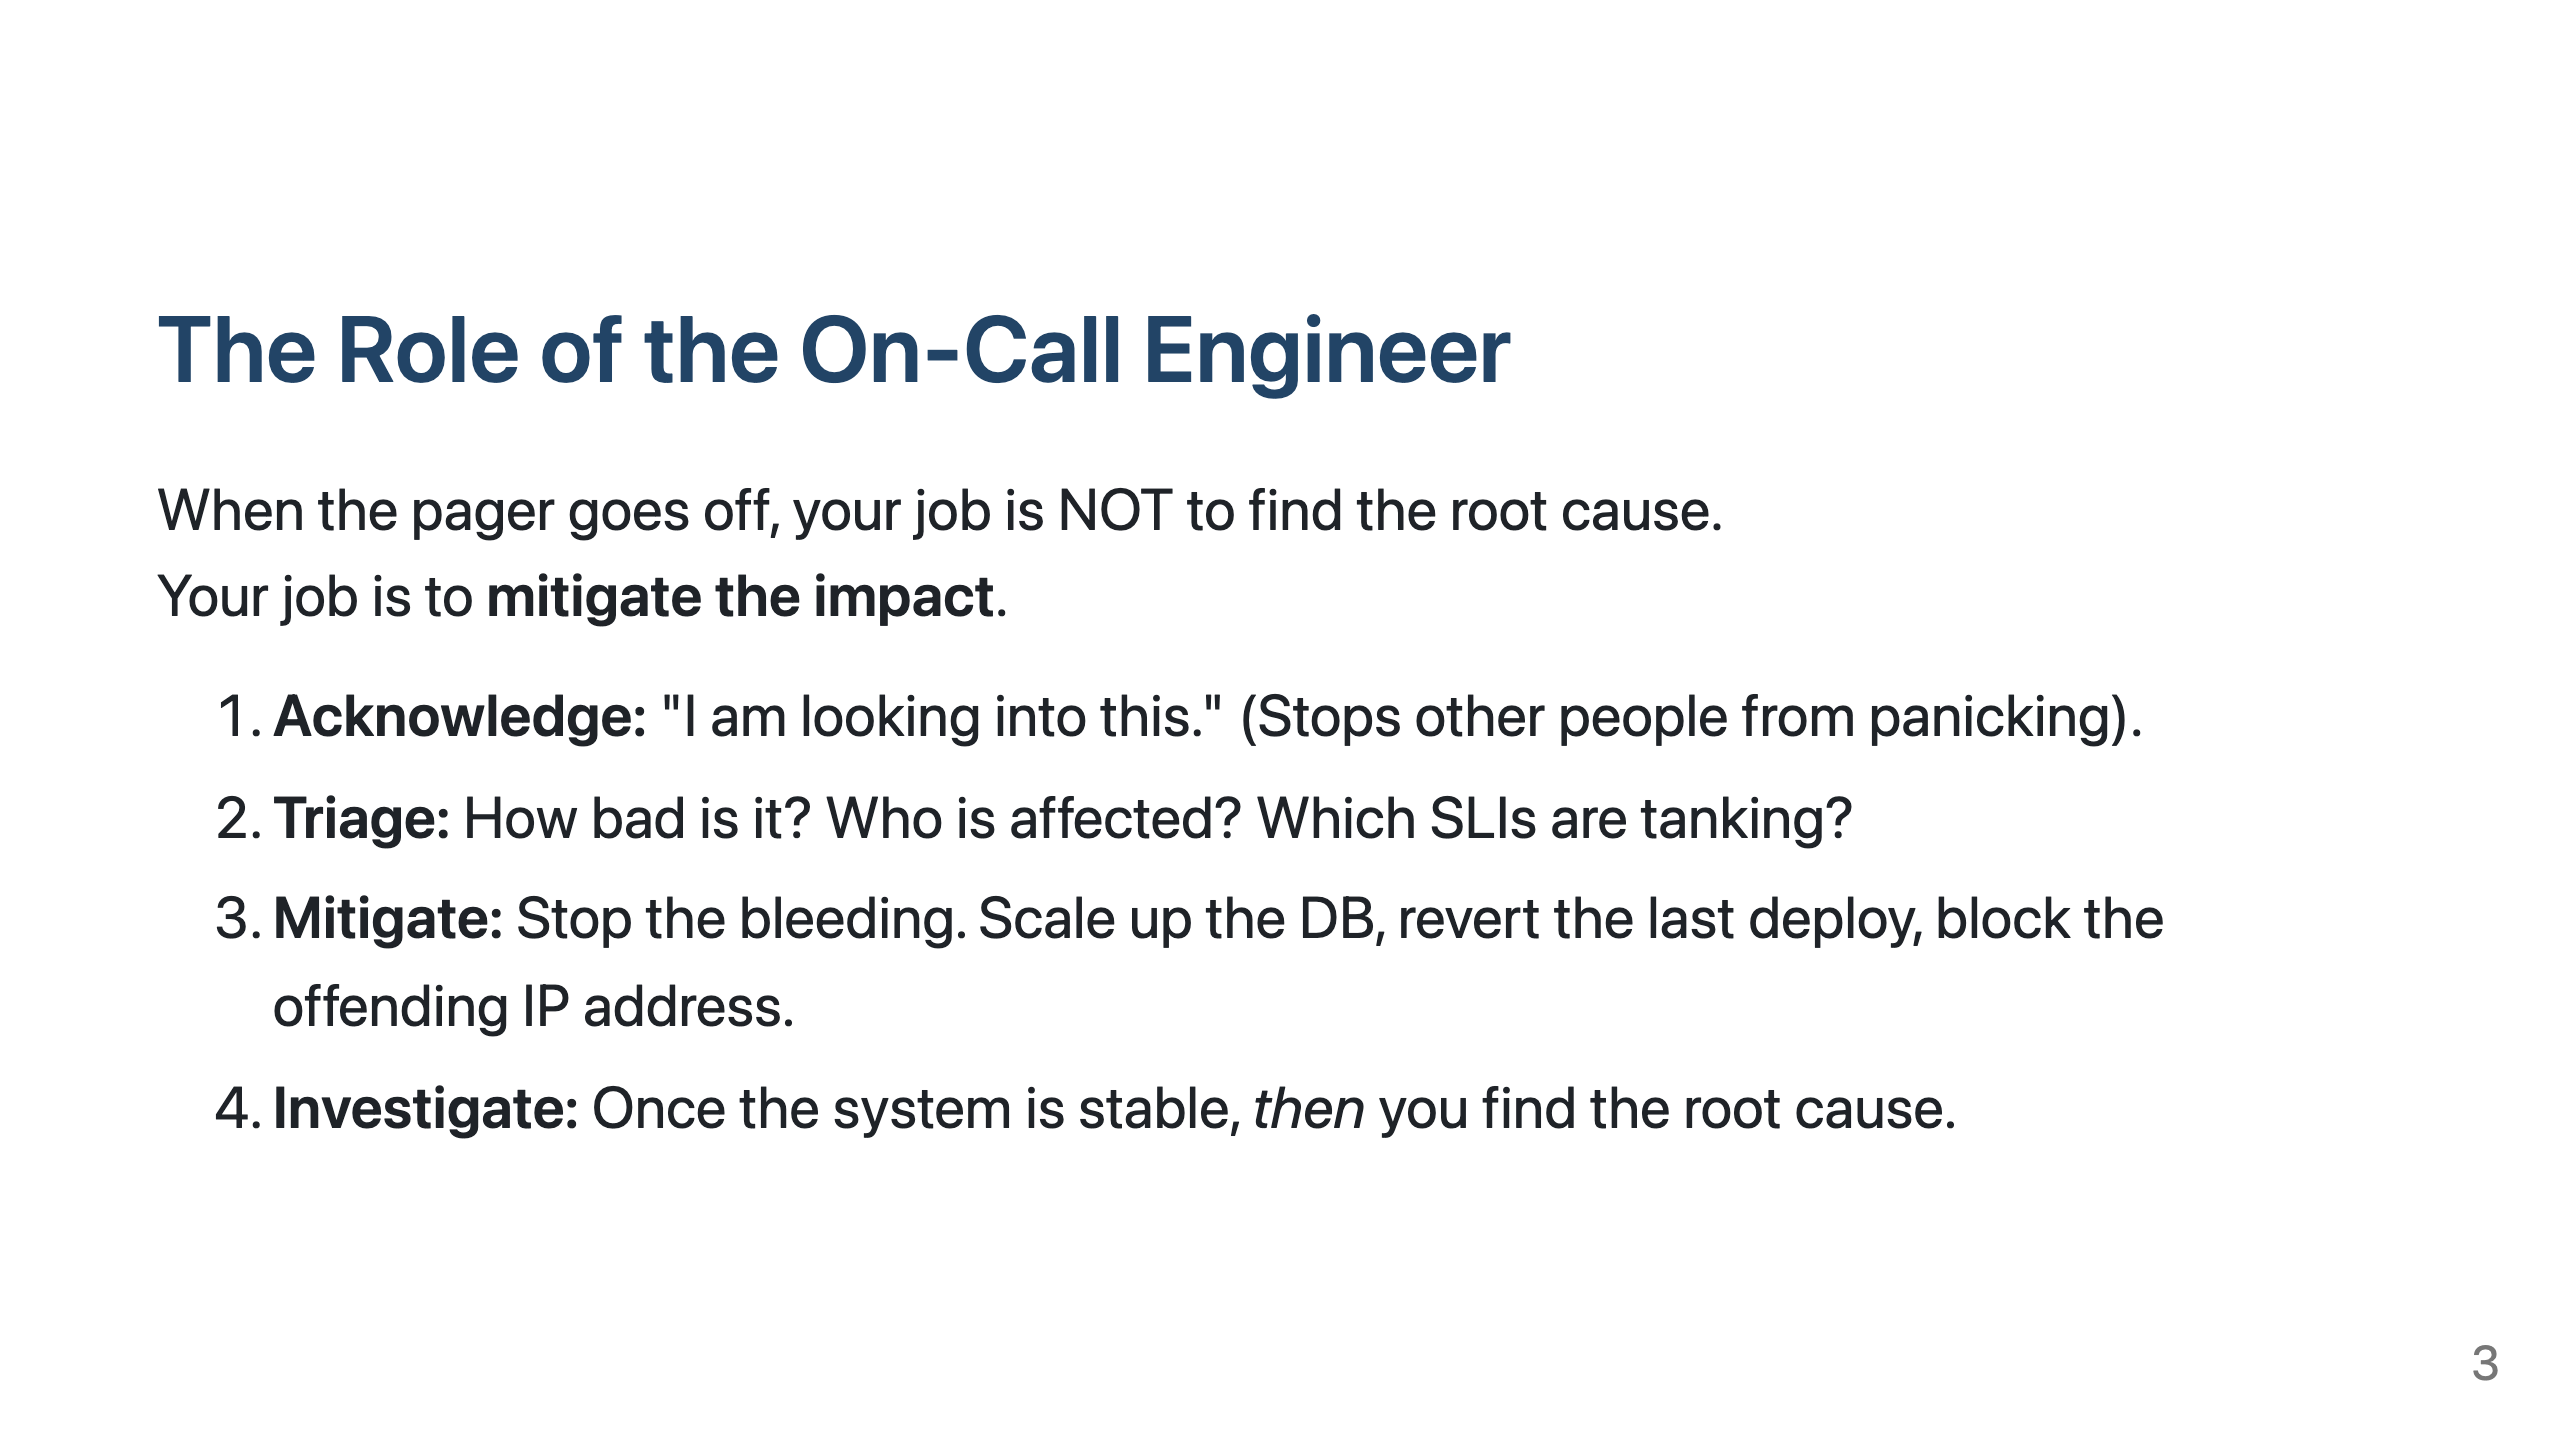 The Role of the On-Call Engineer
When the pager goes off, your job is NOT to find the root cause.
Your job is to mitigate the impact.
1. Acknowledge: "I am looking into this." (Stops other people from panicking).
2. Triage: How bad is it? Who is affected? Which SLIs are tanking?
3. Mitigate: Stop the bleeding. Scale up the DB, revert the last deploy, block the
offending IP address.
4. Investigate: Once the system is stable, then you find the root cause.
3